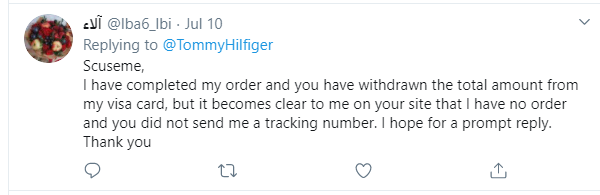 آلاء @lba6_lbi · Jul 10
Replying to @TommyHilfiger
Scuseme,
I have completed my order and you have withdrawn the total amount from
my visa card, but it becomes clear to me on your site that I have no order
and you did not send me a tracking number. I hope for a prompt reply.
Thank you